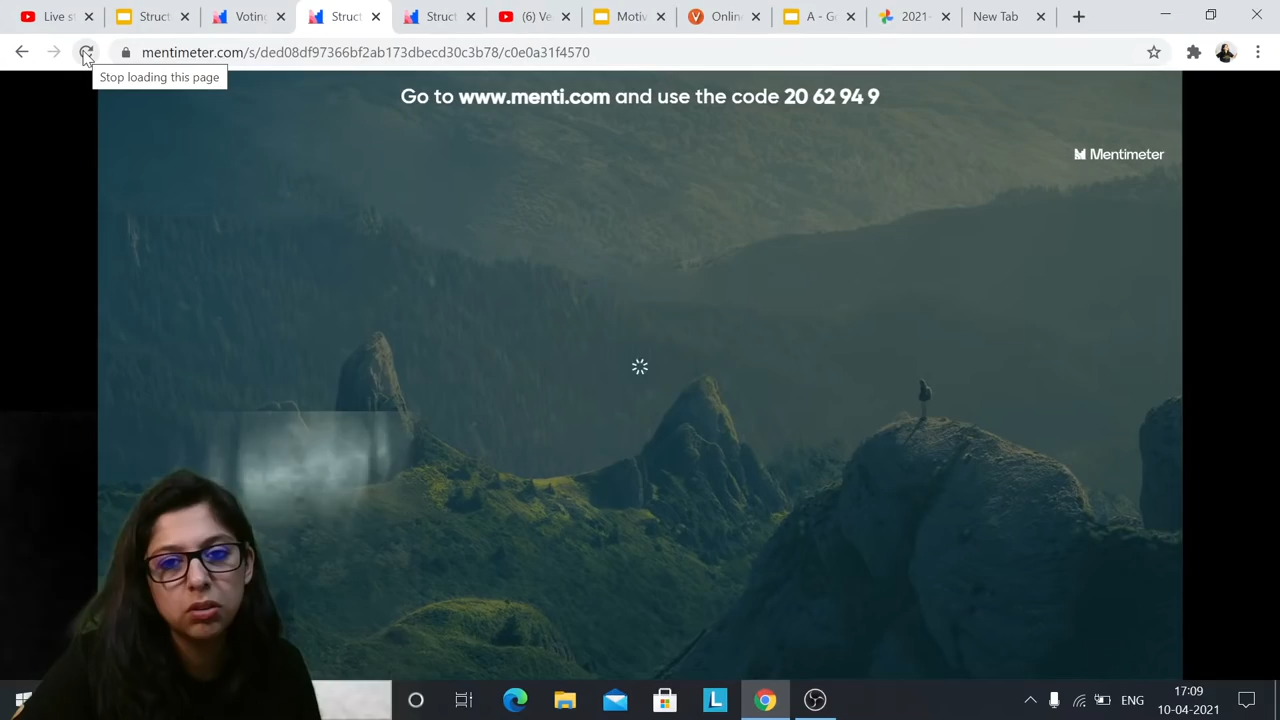 Live s
Struct
Voting
Struct
Struct
(6) Ve
Motiv
Onlin
A - Gr
2021-
New Tab
mentimeter.com/s/ded08df97366bf2ab173dbecd30c3b78/c0e0a31f4570
Stop loading this page
Go to www.menti.com and use the code 20 62 94 9
Mentimeter
L
ENG
17:09
10-04-2021